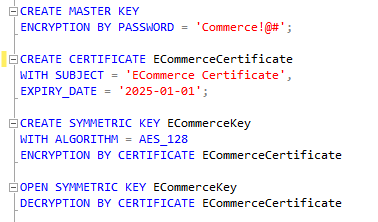 CREATE MASTER KEY
ENCRYPTION BY PASSWORD = 'Commerce!@#';
CREATE CERTIFICATE ECommerceCertificate
WITH SUBJECT = 'ECommerce Certificate',
EXPIRY_DATE = '2025-01-01';
CREATE SYMMETRIC KEY ECommerceKey
WITH ALGORITHM = AES_128
ENCRYPTION BY CERTIFICATE ECommerceCertificate
OPEN SYMMETRIC KEY ECommerceKey
DECRYPTION BY CERTIFICATE ECommerceCertificate